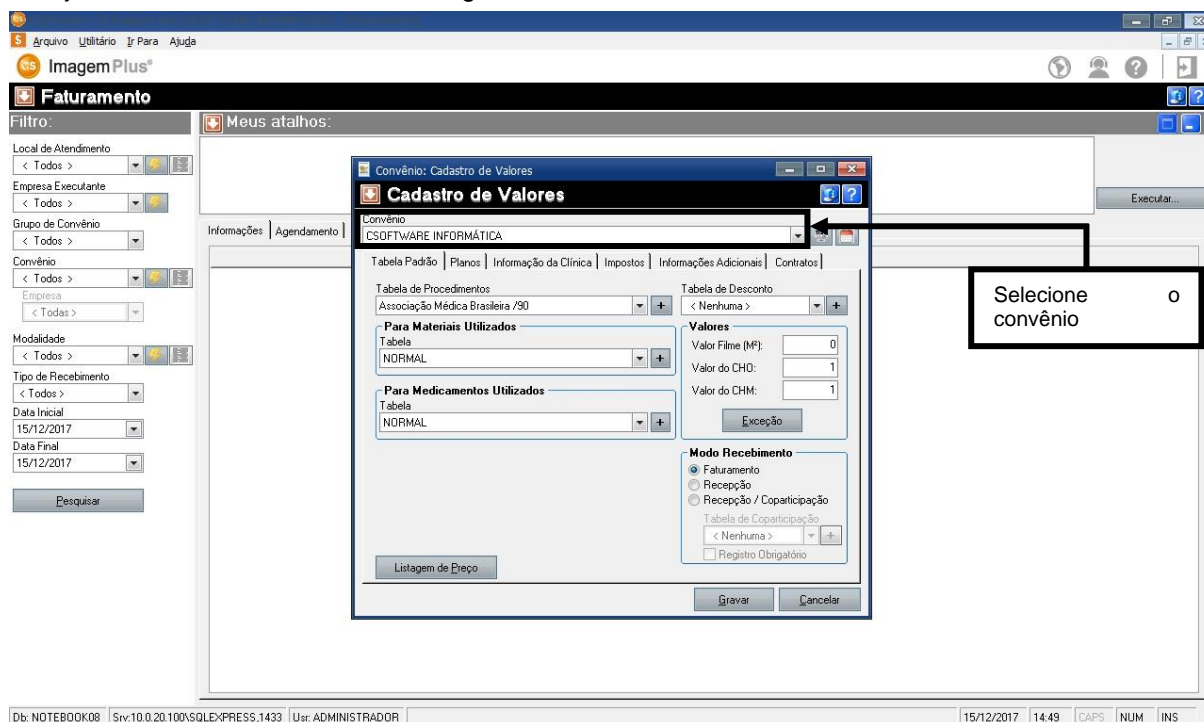 Arquivo Utilitário Ir Para Ajuda
ImagemPlus®
Faturamento
Filtro:
Meus atalhos:
Local de Atendimento
< Todos >
Empresa Executante
< Todos >
Grupo de Convênio
< Todos >
Convênio
< Todos >
Empresa
< Todas >
Modalidade
< Todos >
Tipo de Recebimento
< Todos >
Data Inicial
15/12/2017
Data Final
15/12/2017
Pesquisar
Executar...
Informações Agendamento
Convênio: Cadastro de Valores
Cadastro de Valores
Convênio
CSOFTWARE INFORMÁTICA
Tabela Padrão Planos Informação da Clínica Impostos Informações Adicionais Contratos
Tabela de Procedimentos
Associação Médica Brasileira /90
Tabela de Desconto
< Nenhuma >
Para Materiais Utilizados
Tabela
NORMAL
Para Medicamentos Utilizados
Tabela
NORMAL
Valores
Valor Filme (M²): 0
Valor do CHO: 1
Valor do CHM: 1
Exceção
Modo Recebimento
Faturamento
Recepção
Recepção / Coparticipação
Tabela de Coparticipação
< Nenhuma >
Registro Obrigatório
Listagem de Preço
Gravar Cancelar
Selecione o
convênio
Db: NOTEBOOK08 Srv:10.0.20.100\SQLEXPRESS,1433 Usr: ADMINISTRADOR 15/12/2017 14:49 CAPS NUM INS